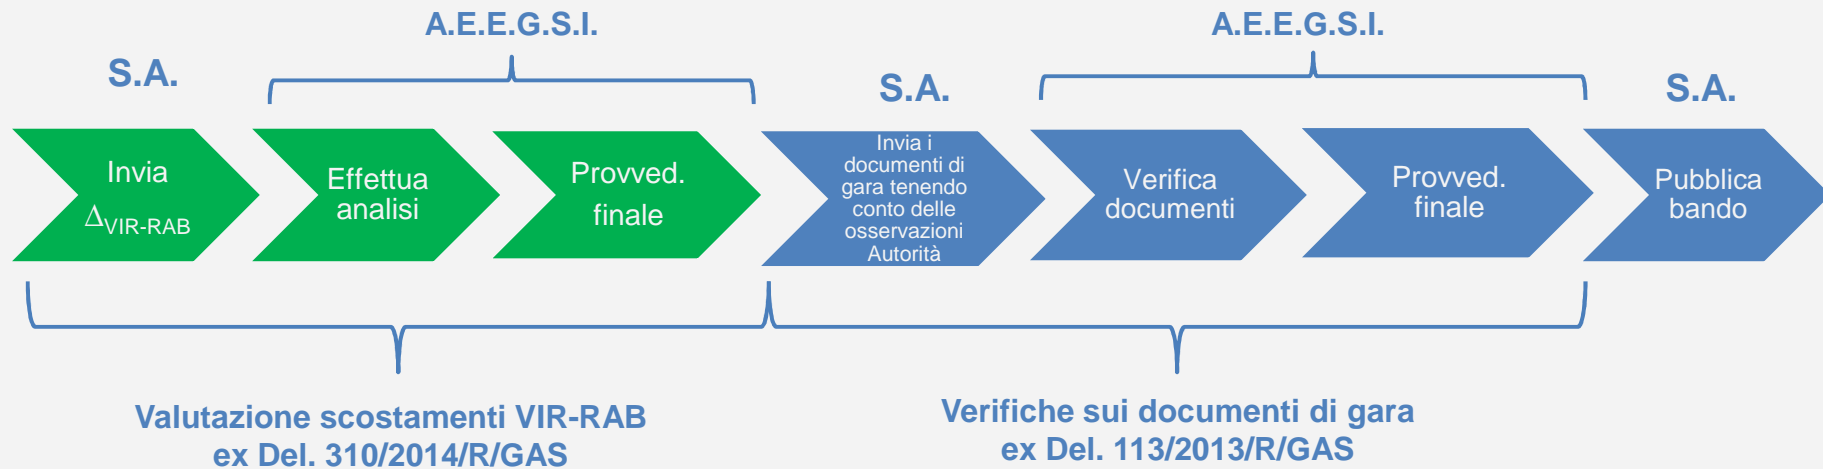 A.E.E.G.S.I.
A.E.E.G.S.I.
S.A.
S.A.
S.A.
Invia
ΔVIR-RAB
Effettua
analisi
Provved.
finale
Invia i
documenti di
gara tenendo
conto delle
osservazioni
Autorità
Verifica
documenti
Provved.
finale
Pubblica
bando
Valutazione scostamenti VIR-RAB
ex Del. 310/2014/R/GAS
Verifiche sui documenti di gara
ex Del. 113/2013/R/GAS